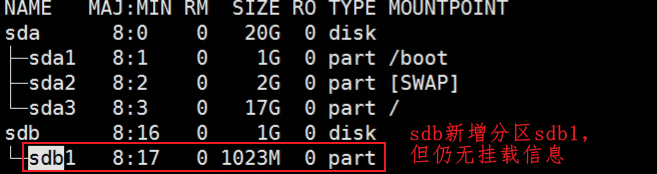 NAME MAJ:MIN RM SIZE RO TYPE MOUNTPOINT
sda 8:0 0 20G 0 disk
├─sda1 8:1 0 1G 0 part /boot
├─sda2 8:2 0 2G 0 part [SWAP]
└─sda3 8:3 0 17G 0 part /
sdb 8:16 0 1G 0 disk
└─sdb1 8:17 0 1023M 0 part
sdb新增分区sdb1,
但仍无挂载信息